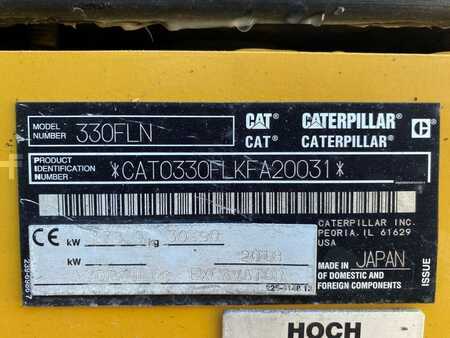 MODEL NUMBER 330FLN
CAT CATERPILLAR
CAT CATERPILLAR
PRODUCT IDENTIFICATION NUMBER *CAT0330FLKFA20031*
CATERPILLAR INC.
PEORIA, IL 61629
USA
CE kW kg
kW 2018
MADE IN JAPAN
OF DOMESTIC AND
FOREIGN COMPONENTS
ISSUE
HOCH